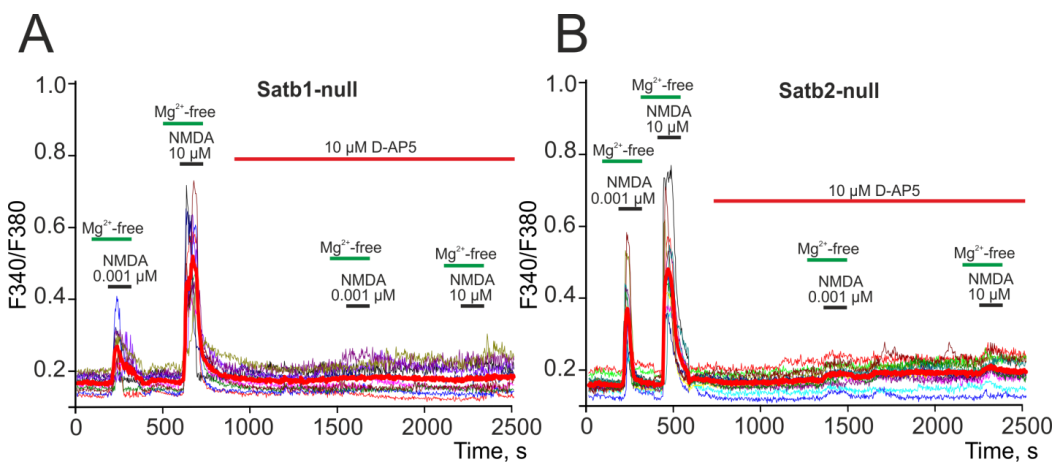 A
Satb1-null
F340/F380
1.0
0.8
0.6
0.4
0.2
0
500
1000
1500
2000
2500
Time, s
Mg²⁺-free
NMDA
0.001 µM
Mg²⁺-free
NMDA
10 µM
10 µM D-AP5
Mg²⁺-free
NMDA
0.001 µM
Mg²⁺-free
NMDA
10 µM
B
Satb2-null
F340/F380
1.0
0.8
0.6
0.4
0.2
0
500
1000
1500
2000
2500
Time, s
Mg²⁺-free
NMDA
0.001 µM
Mg²⁺-free
NMDA
10 µM
10 µM D-AP5
Mg²⁺-free
NMDA
0.001 µM
Mg²⁺-free
NMDA
10 µM